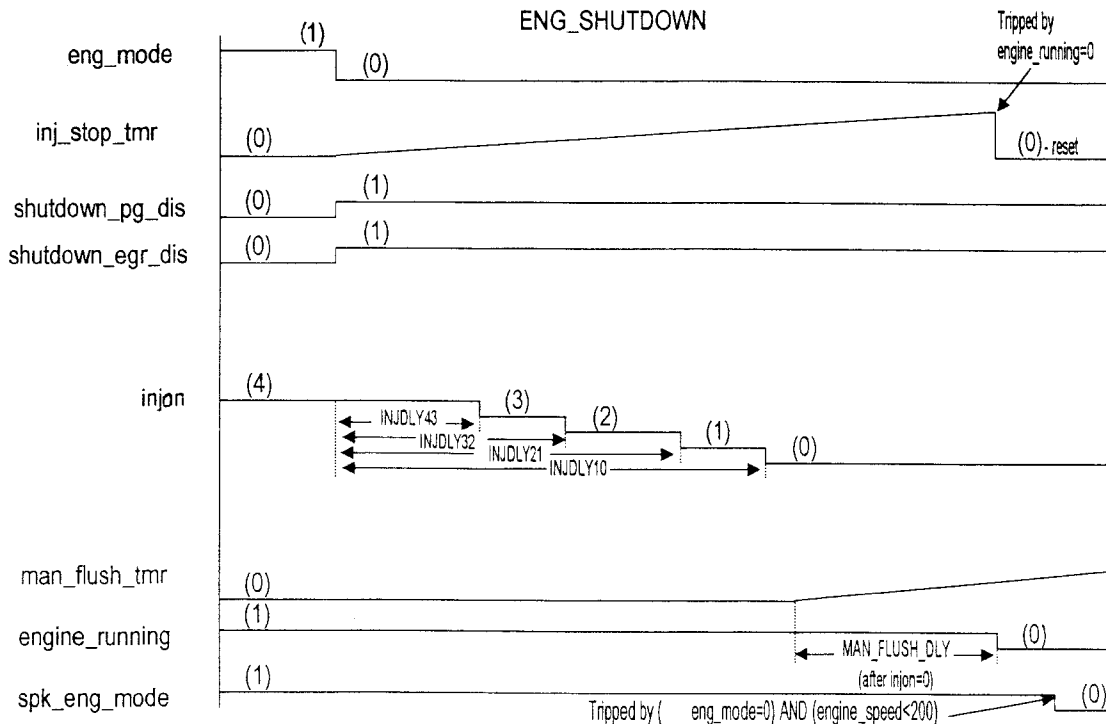 ENG_SHUTDOWN
Tripped by
engine_running=0
eng_mode
(1)
(0)
inj_stop_tmr
(0)
(0) - reset
shutdown_pg_dis
(0)
(1)
shutdown_egr_dis
(0)
(1)
injon
(4)
(3)
(2)
(1)
(0)
INJDLY43
INJDLY32
INJDLY21
INJDLY10
man_flush_tmr
(0)
engine_running
(1)
(0)
MAN_FLUSH_DLY
(after injon=0)
spk_eng_mode
(1)
(0)
Tripped by ( eng_mode=0) AND (engine_speed<200)